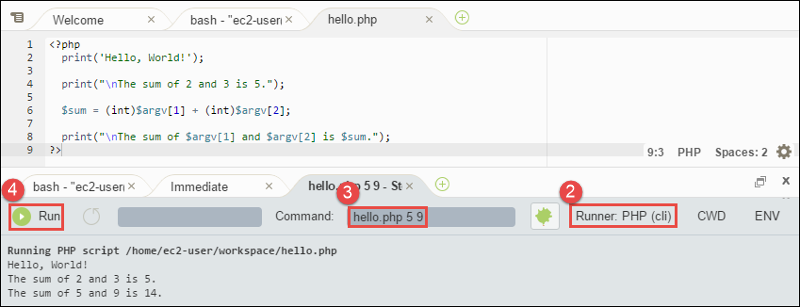 Welcome
bash - "ec2-user(
hello.php
1 <?php
2 print('Hello, World!');
3
4 print("\nThe sum of 2 and 3 is 5.");
5
6 $sum = (int)$argv[1] + (int)$argv[2];
7
8 print("\nThe sum of $argv[1] and $argv[2] is $sum.");
9 ?>
9:3 PHP Spaces: 2
bash - "ec2-user(
Immediate
hello.php 5 9 - St
4 3 2
Run Command: hello.php 5 9 Runner: PHP (cli) CWD ENV
Running PHP script /home/ec2-user/workspace/hello.php
Hello, World!
The sum of 2 and 3 is 5.
The sum of 5 and 9 is 14.